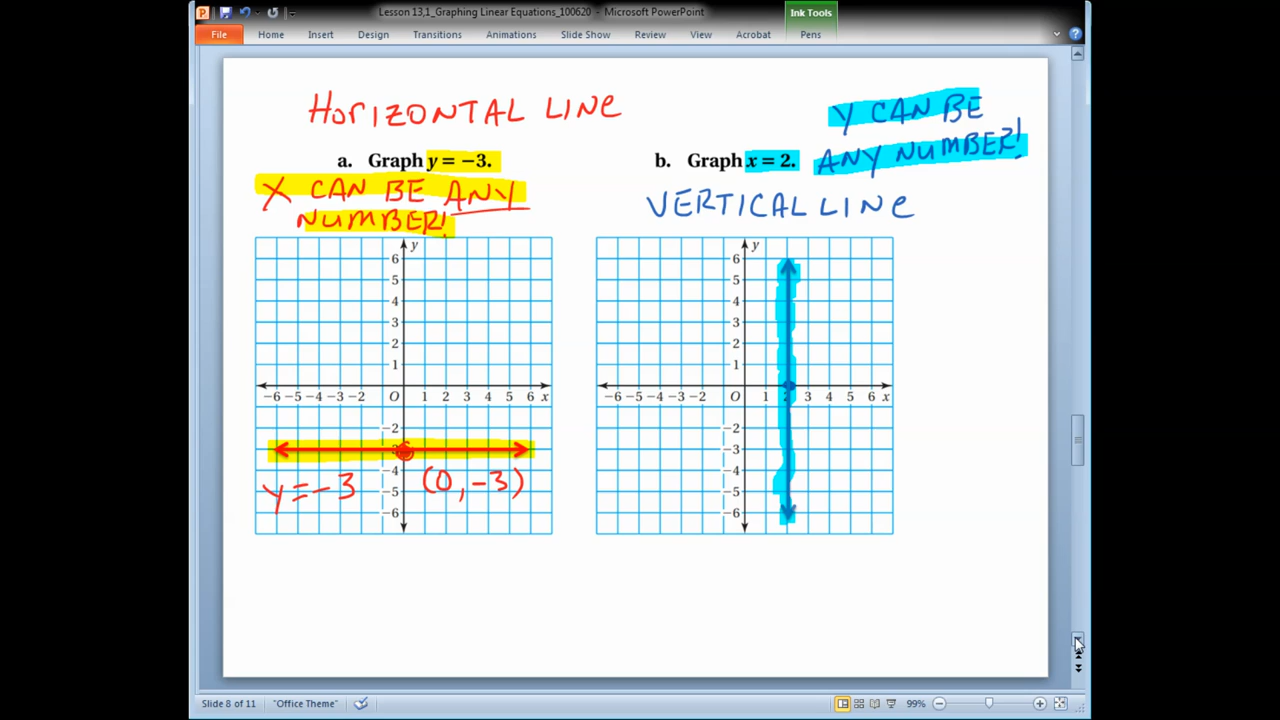 Lesson 13,1_Graphing Linear Equations_100620 - Microsoft PowerPoint
Ink Tools
File Home Insert Design Transitions Animations Slide Show Review View Acrobat Pens
HorIZONTAL LINe
Y CAN BE
ANY NUMBER!
a. Graph y = −3.
b. Graph x = 2.
X CAN BE ANY
NUMBER!
VERTICAL LINe
y
6
5
4
3
2
1
−6 −5 −4 −3 −2 O 1 2 3 4 5 6 x
−2
−4
−5
−6
y = −3
(0, −3)
y
6
5
4
3
2
1
−6 −5 −4 −3 −2 O 1 2 3 4 5 6 x
−2
−3
−4
−5
−6
Slide 8 of 11 "Office Theme" 99%